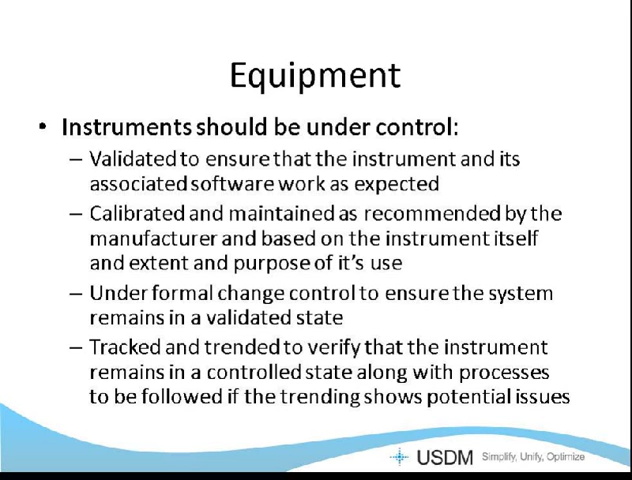 Equipment
• Instruments should be under control:
– Validated to ensure that the instrument and its
associated software work as expected
– Calibrated and maintained as recommended by the
manufacturer and based on the instrument itself
and extent and purpose of it's use
– Under formal change control to ensure the system
remains in a validated state
– Tracked and trended to verify that the instrument
remains in a controlled state along with processes
to be followed if the trending shows potential issues
USDM Simplify, Unify, Optimize